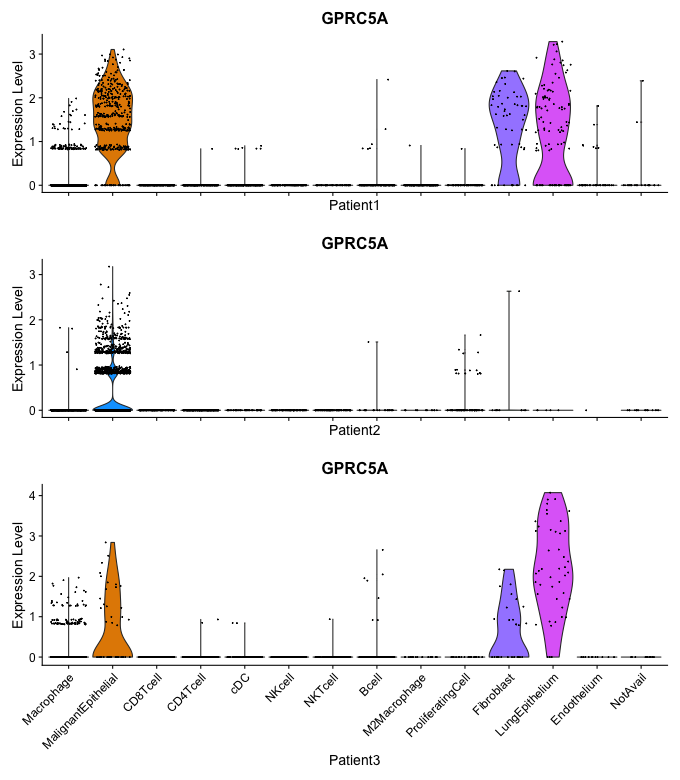 GPRC5A
Expression Level
3
2
1
0
Patient1
GPRC5A
Expression Level
3
2
1
0
Patient2
GPRC5A
Expression Level
4
3
2
1
0
Macrophage
MalignantEpithelial
CD8Tcell
CD4Tcell
cDC
NKcell
NKTcell
Bcell
M2Macrophage
ProliferatingCell
Fibroblast
LungEpithelium
Endothelium
NotAvail
Patient3